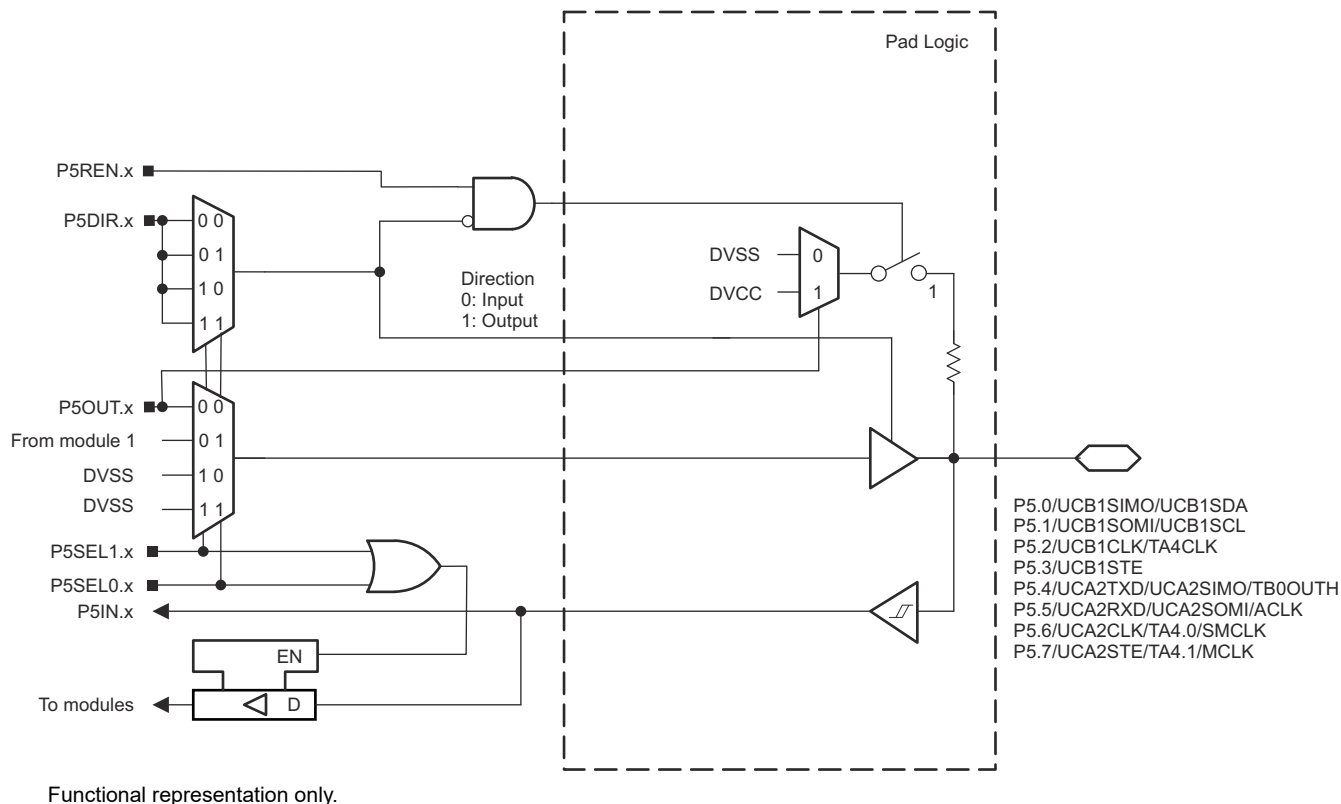 Pad Logic
P5REN.x
P5DIR.x
0 0
0 1
1 0
1 1
Direction
0: Input
1: Output
DVSS
0
DVCC
1
1
P5OUT.x
0 0
From module 1
0 1
DVSS
1 0
DVSS
1 1
P5SEL1.x
P5SEL0.x
P5IN.x
EN
To modules
D
P5.0/UCB1SIMO/UCB1SDA
P5.1/UCB1SOMI/UCB1SCL
P5.2/UCB1CLK/TA4CLK
P5.3/UCB1STE
P5.4/UCA2TXD/UCA2SIMO/TB0OUTH
P5.5/UCA2RXD/UCA2SOMI/ACLK
P5.6/UCA2CLK/TA4.0/SMCLK
P5.7/UCA2STE/TA4.1/MCLK
Functional representation only.